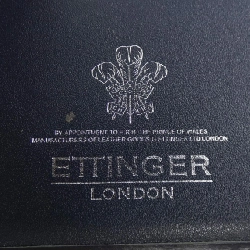 BY APPOINTMENT TO H.R.H. THE PRINCE OF WALES
MANUFACTURERS OF LEATHER GOODS ETTINGER LTD LONDON
ETTINGER
LONDON